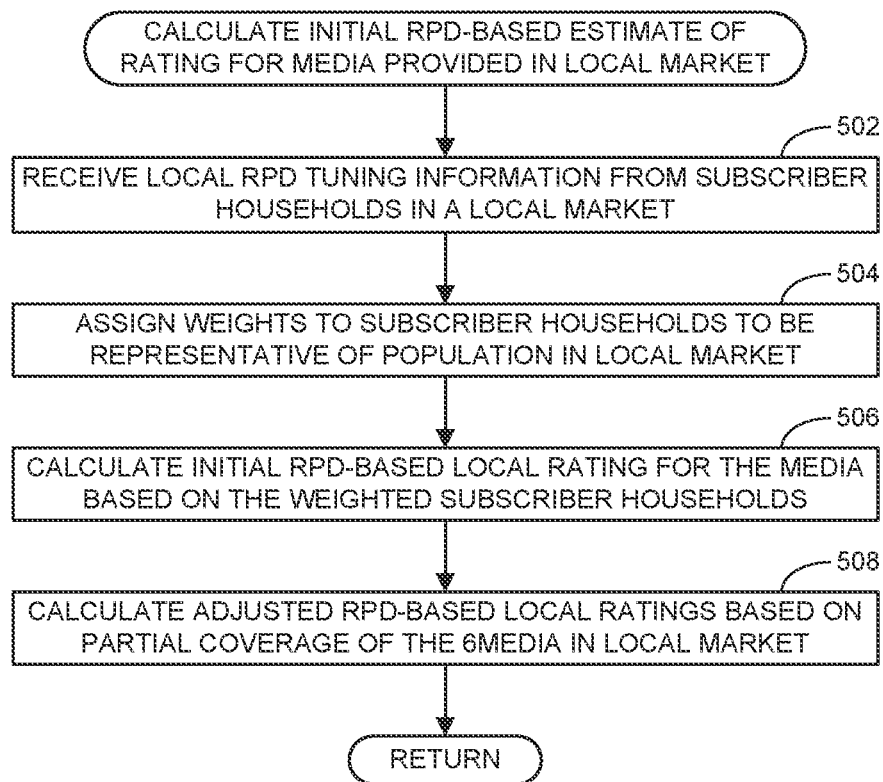 CALCULATE INITIAL RPD-BASED ESTIMATE OF
RATING FOR MEDIA PROVIDED IN LOCAL MARKET
502
RECEIVE LOCAL RPD TUNING INFORMATION FROM SUBSCRIBER
HOUSEHOLDS IN A LOCAL MARKET
504
ASSIGN WEIGHTS TO SUBSCRIBER HOUSEHOLDS TO BE
REPRESENTATIVE OF POPULATION IN LOCAL MARKET
506
CALCULATE INITIAL RPD-BASED LOCAL RATING FOR THE MEDIA
BASED ON THE WEIGHTED SUBSCRIBER HOUSEHOLDS
508
CALCULATE ADJUSTED RPD-BASED LOCAL RATINGS BASED ON
PARTIAL COVERAGE OF THE 6MEDIA IN LOCAL MARKET
RETURN